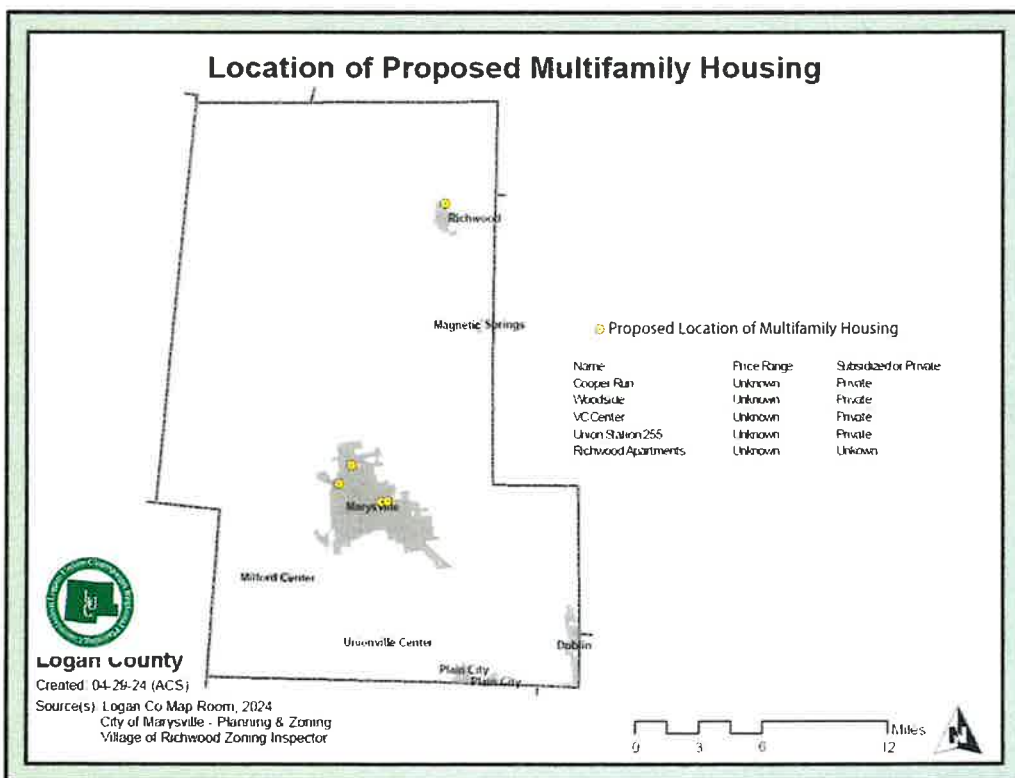 Location of Proposed Multifamily Housing
Richwood
Magnetic Springs
Proposed Location of Multifamily Housing
Name Price Range Subsidized or Private
Cooper Run Unknown Private
Woodside Unknown Private
VC Center Unknown Private
Union Station 255 Unknown Private
Richwood Apartments Unknown Unkown
Marysville
Milford Center
Unionville Center
Dublin
Plain City
Plain City
Logan County
Created: 04-29-24 (ACS)
Source(s): Logan Co Map Room, 2024
City of Marysville - Planning & Zoning
Village of Richwood Zoning Inspector
Miles
0 3 6 12
N